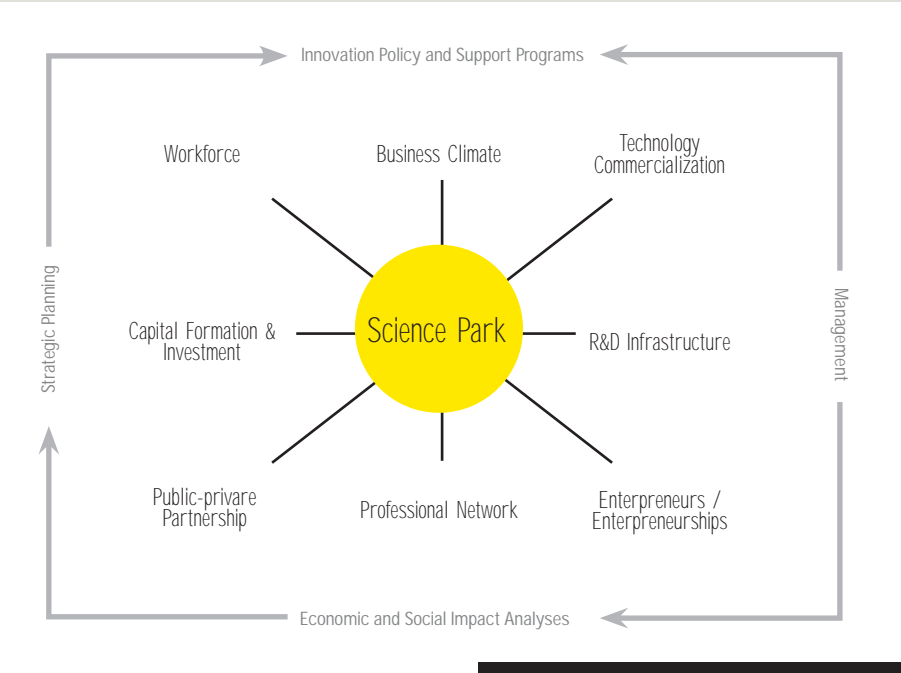 Innovation Policy and Support Programs
Workforce
Business Climate
Technology
Commercialization
Strategic Planning
Capital Formation &
Investment
Science Park
R&D Infrastructure
Management
Public-privare
Partnership
Professional Network
Enterpreneurs /
Enterpreneurships
Economic and Social Impact Analyses